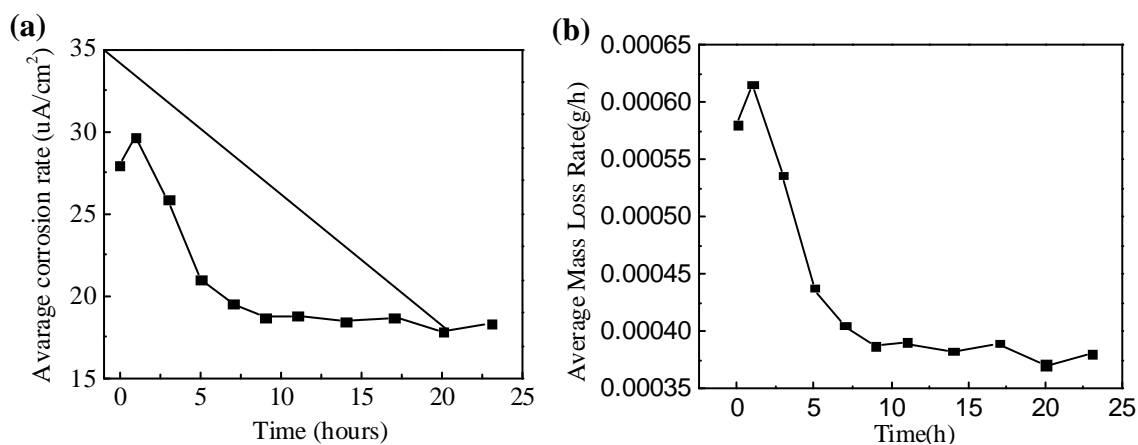 (a)
Avarage corrosion rate (uA/cm²)
35
30
25
20
15
0 5 10 15 20 25
Time (hours)
(b)
Average Mass Loss Rate(g/h)
0.00065
0.00060
0.00055
0.00050
0.00045
0.00040
0.00035
0 5 10 15 20 25
Time(h)